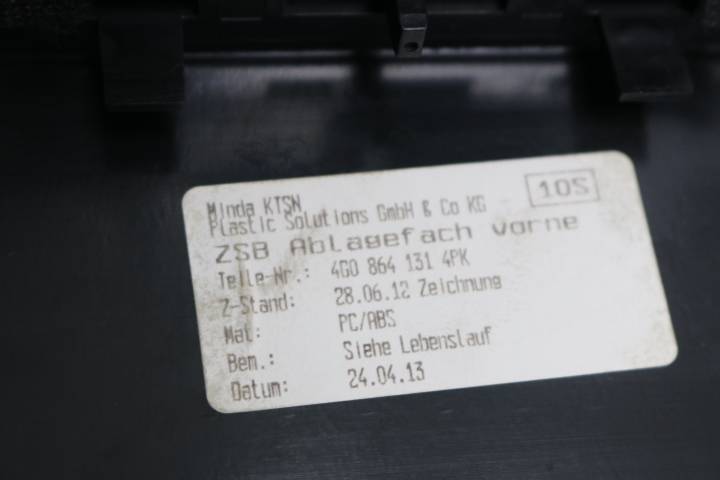 Minda KTSN
Plastic Solutions GmbH & Co KG
10S
ZSB Ablagefach vorne
Teile-Nr.: 4G0 864 131 4PK
Z-Stand: 28.06.12 Zeichnung
Mat: PC/ABS
Bem.: Siehe Lebenslauf
Datum: 24.04.13